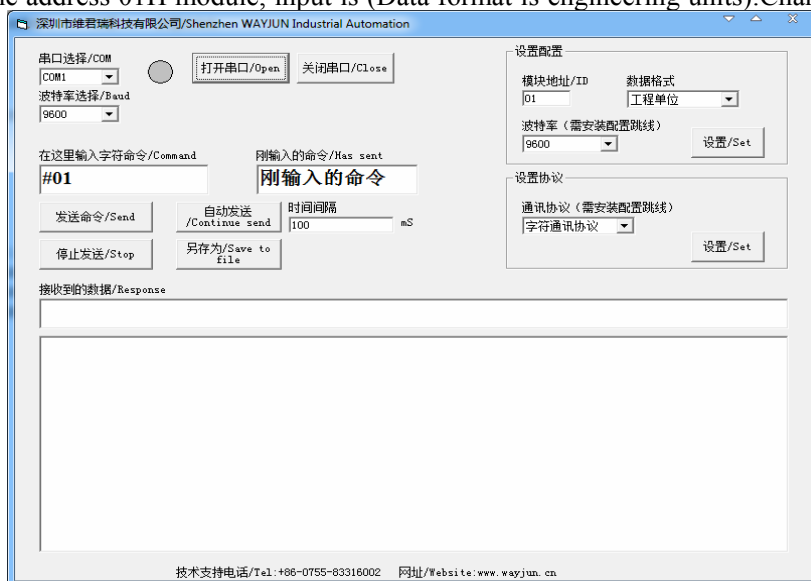 address 01H module, input is (Data format is engineering units).Chan
深圳市维君瑞科技有限公司/Shenzhen WAYJUN Industrial Automation
串口选择/COM
COM1
打开串口/Open
关闭串口/Close
波特率选择/Baud
9600
在这里输入字符命令/Command
刚输入的命令/Has sent
#01
刚输入的命令
发送命令/Send
自动发送
/Continue send
时间间隔
100
mS
停止发送/Stop
另存为/Save to
file
设置配置
模块地址/ID
数据格式
01
工程单位
波特率（需安装配置跳线）
9600
设置/Set
设置协议
通讯协议（需安装配置跳线）
字符通讯协议
设置/Set
接收到的数据/Response
技术支持电话/Tel:+86-0755-83316002 网址/Website:www.wayjun.cn